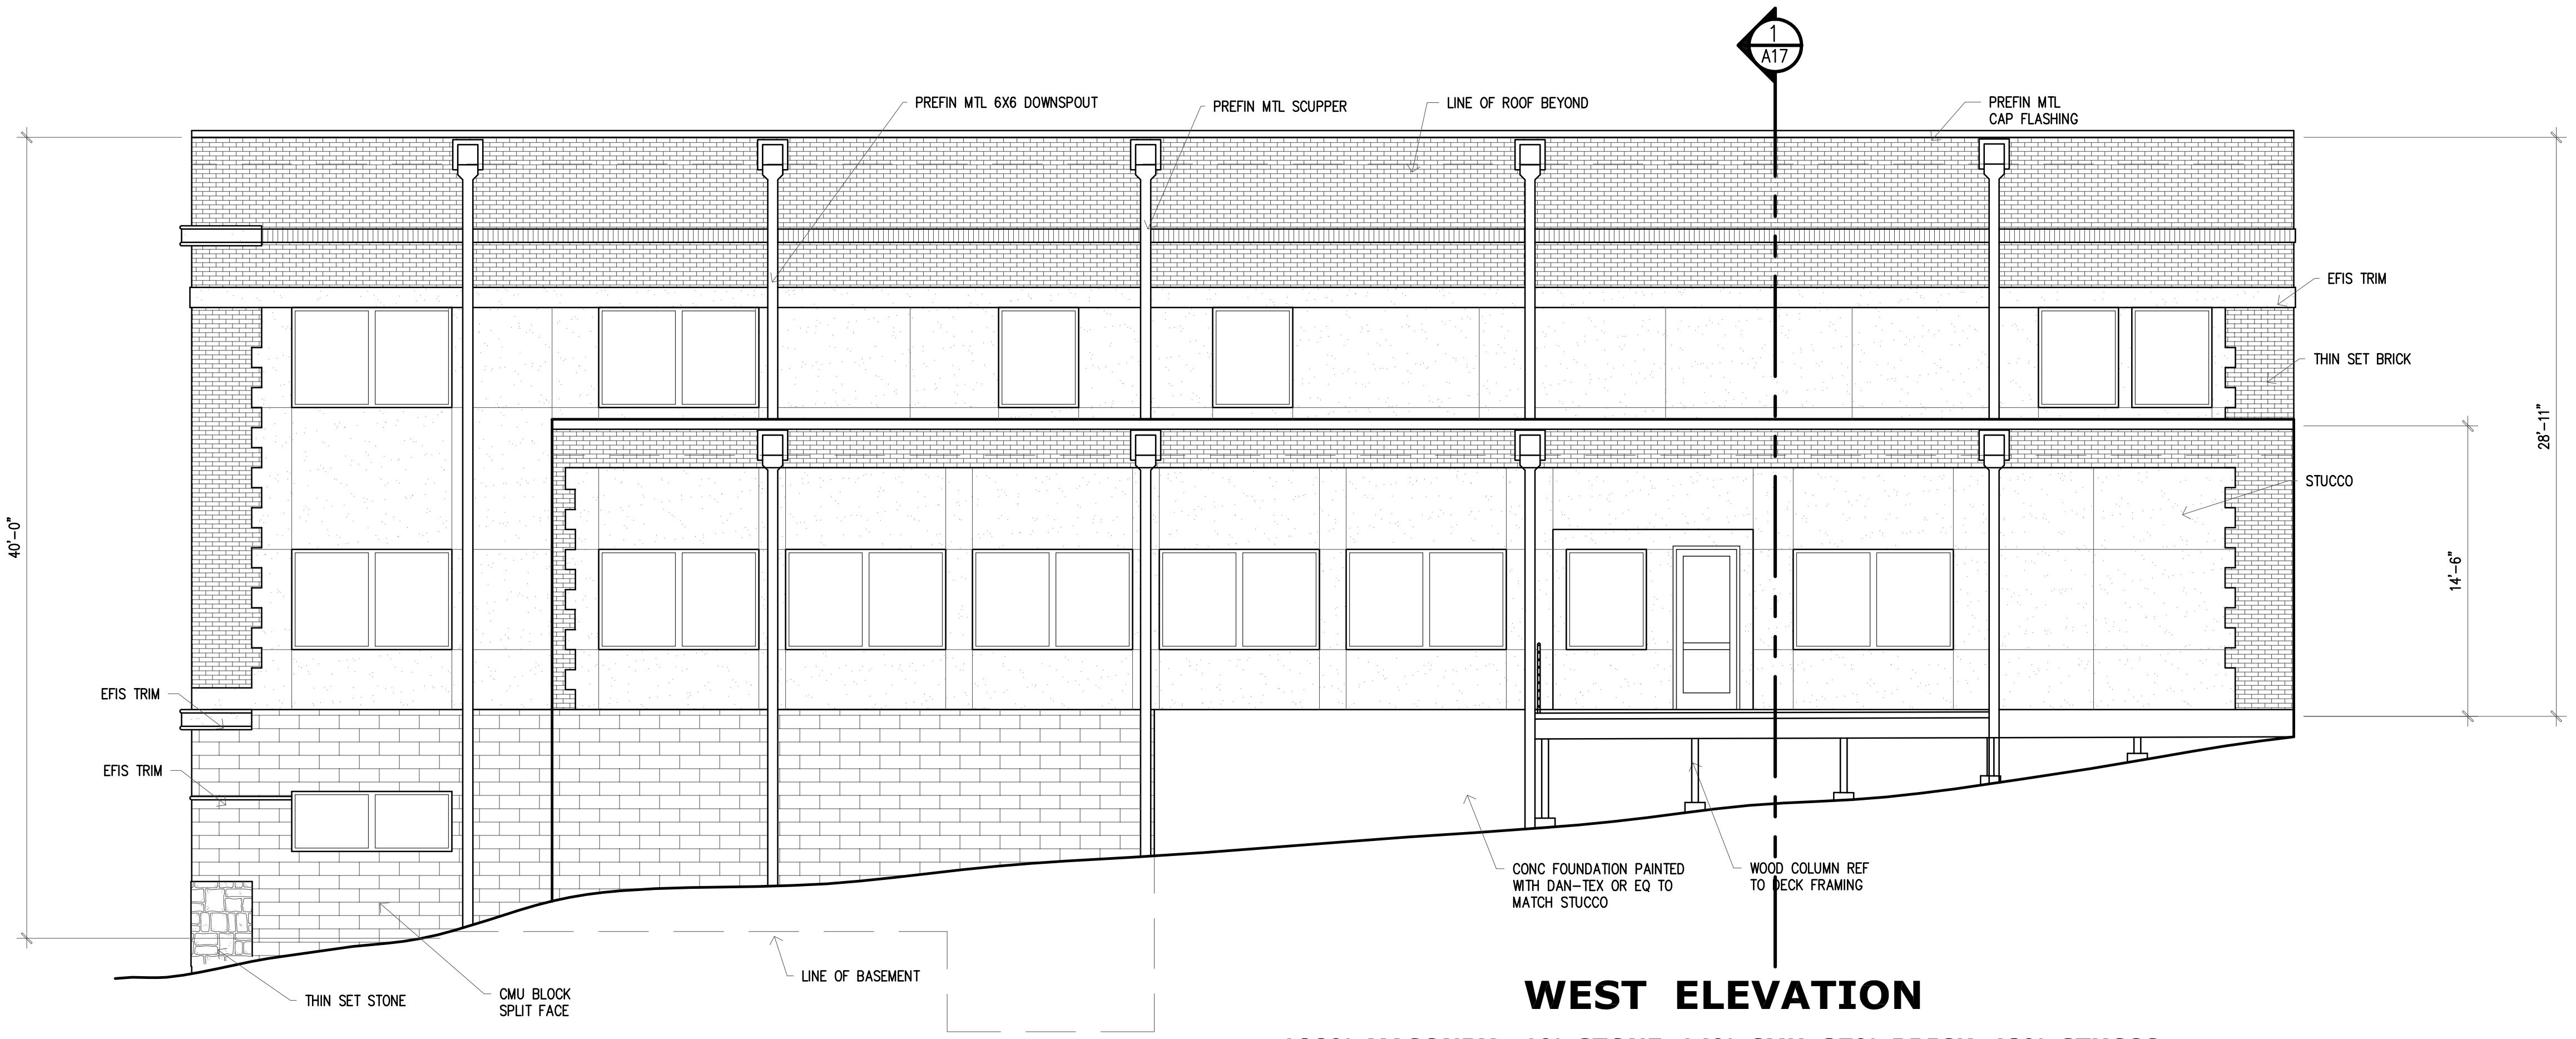 1
A17
PREFIN MTL 6X6 DOWNSPOUT
PREFIN MTL SCUPPER
LINE OF ROOF BEYOND
PREFIN MTL
CAP FLASHING
EFIS TRIM
THIN SET BRICK
28'-11"
STUCCO
40'-0"
14'-6"
EFIS TRIM
EFIS TRIM
CONC FOUNDATION PAINTED
WITH DAN-TEX OR EQ TO
MATCH STUCCO
WOOD COLUMN REF
TO DECK FRAMING
LINE OF BASEMENT
THIN SET STONE
CMU BLOCK
SPLIT FACE
WEST ELEVATION